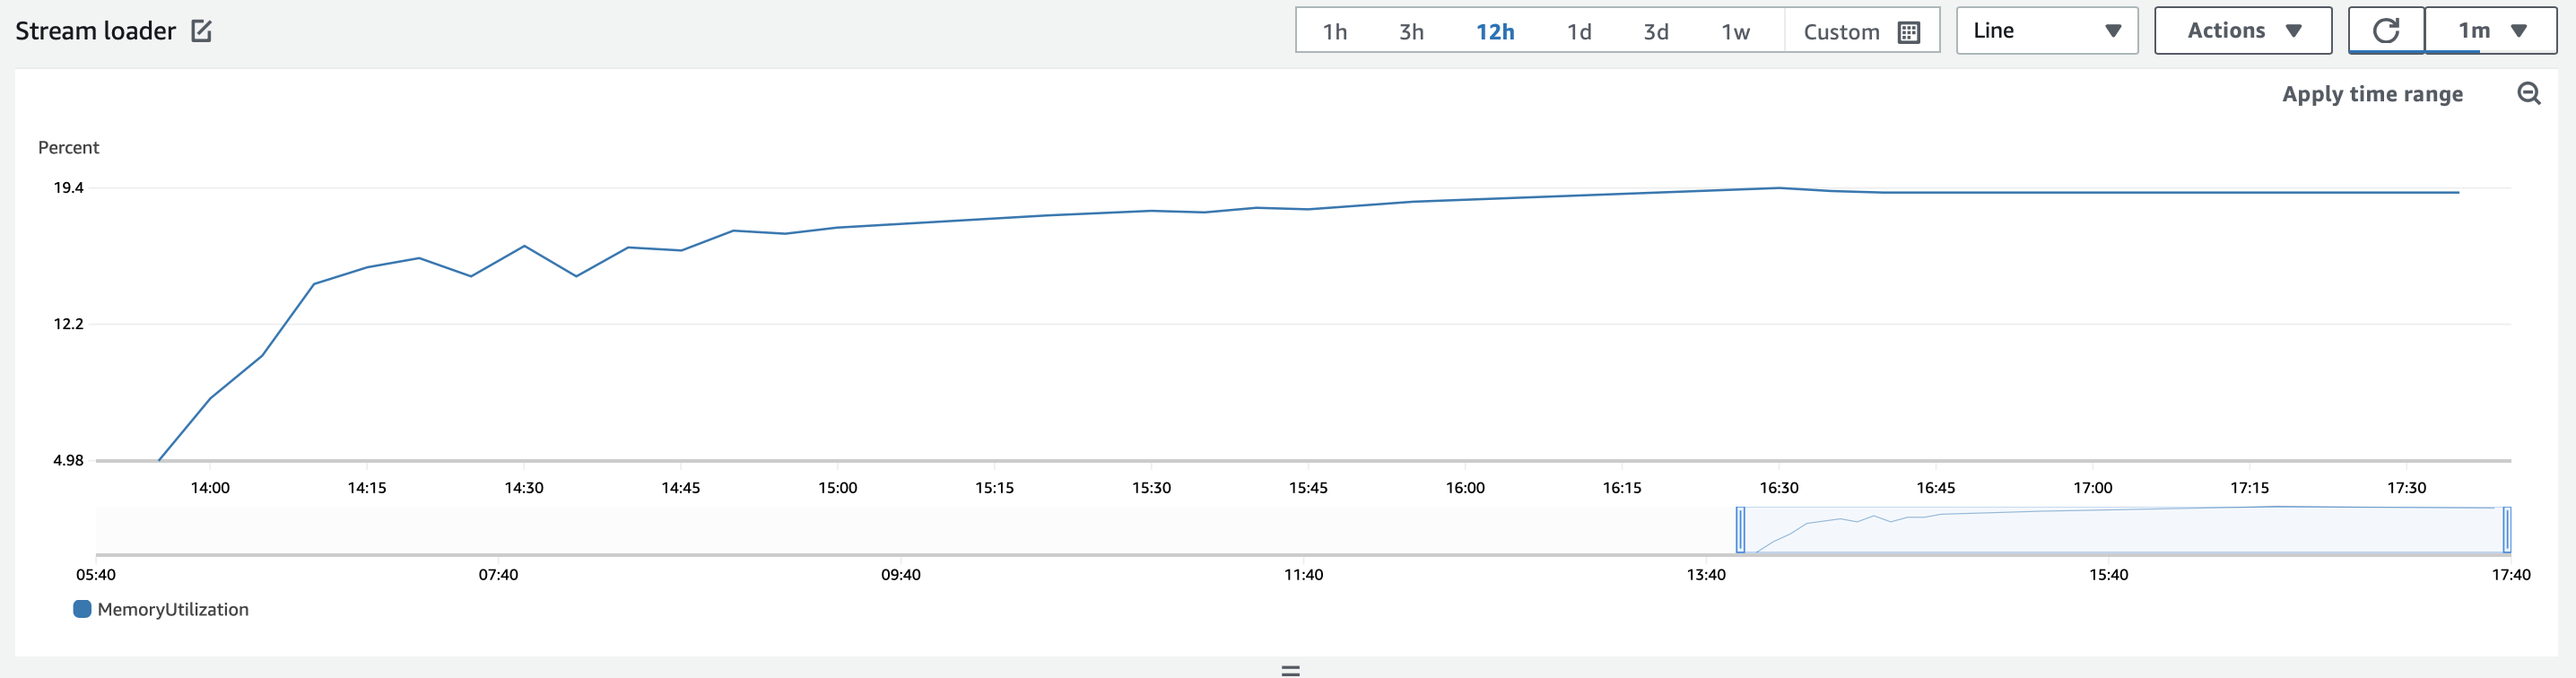 Stream loader 1h 3h 12h 1d 3d 1w Custom Line Actions 1m
Apply time range
Percent
19.4
12.2
4.98
14:00 14:15 14:30 14:45 15:00 15:15 15:30 15:45 16:00 16:15 16:30 16:45 17:00 17:15 17:30
05:40 07:40 09:40 11:40 13:40 15:40 17:40
MemoryUtilization